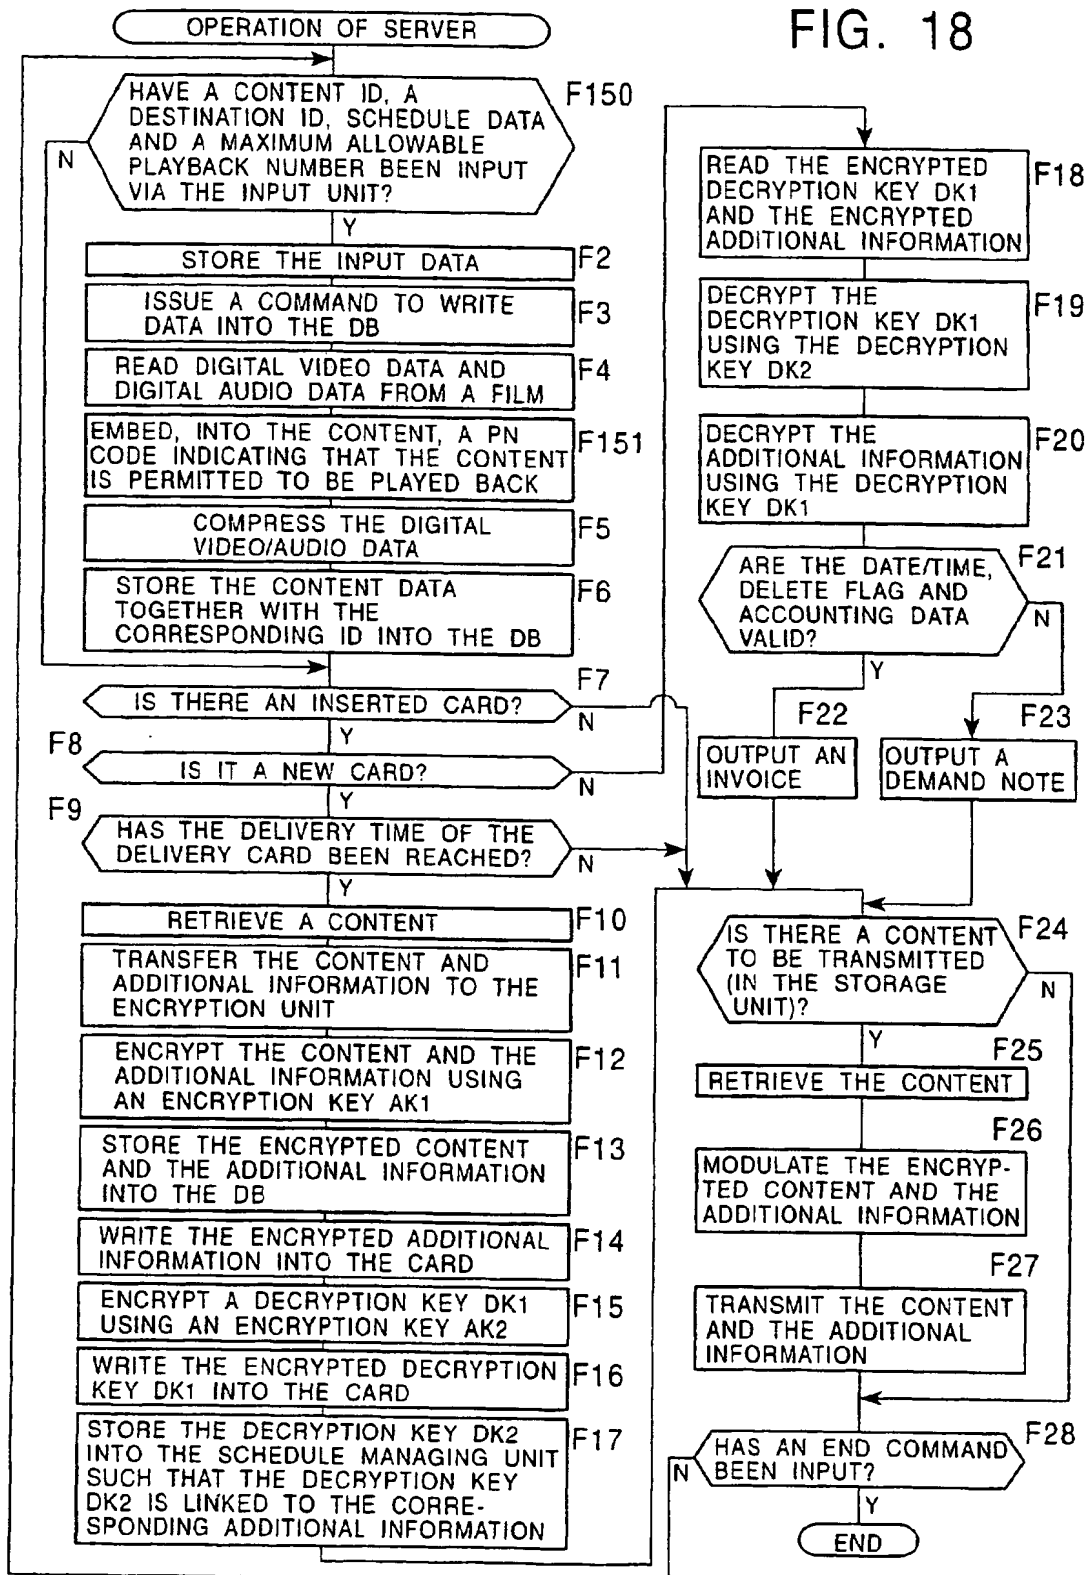 FIG. 18
OPERATION OF SERVER
HAVE A CONTENT ID, A
DESTINATION ID, SCHEDULE DATA
AND A MAXIMUM ALLOWABLE
PLAYBACK NUMBER BEEN INPUT
VIA THE INPUT UNIT?
F150
N
Y
STORE THE INPUT DATA
F2
ISSUE A COMMAND TO WRITE
DATA INTO THE DB
F3
READ DIGITAL VIDEO DATA AND
DIGITAL AUDIO DATA FROM A FILM
F4
EMBED, INTO THE CONTENT, A PN
CODE INDICATING THAT THE CONTENT
IS PERMITTED TO BE PLAYED BACK
F151
COMPRESS THE DIGITAL
VIDEO/AUDIO DATA
F5
STORE THE CONTENT DATA
TOGETHER WITH THE
CORRESPONDING ID INTO THE DB
F6
IS THERE AN INSERTED CARD?
F7
N
Y
F8
IS IT A NEW CARD?
N
Y
F9
HAS THE DELIVERY TIME OF THE
DELIVERY CARD BEEN REACHED?
N
Y
RETRIEVE A CONTENT
F10
TRANSFER THE CONTENT AND
ADDITIONAL INFORMATION TO THE
ENCRYPTION UNIT
F11
ENCRYPT THE CONTENT AND THE
ADDITIONAL INFORMATION USING
AN ENCRYPTION KEY AK1
F12
STORE THE ENCRYPTED CONTENT
AND THE ADDITIONAL INFORMATION
INTO THE DB
F13
WRITE THE ENCRYPTED ADDITIONAL
INFORMATION INTO THE CARD
F14
ENCRYPT A DECRYPTION KEY DK1
USING AN ENCRYPTION KEY AK2
F15
WRITE THE ENCRYPTED DECRYPTION
KEY DK1 INTO THE CARD
F16
STORE THE DECRYPTION KEY DK2
INTO THE SCHEDULE MANAGING UNIT
SUCH THAT THE DECRYPTION KEY
DK2 IS LINKED TO THE CORRE-
SPONDING ADDITIONAL INFORMATION
F17
READ THE ENCRYPTED
DECRYPTION KEY DK1
AND THE ENCRYPTED
ADDITIONAL INFORMATION
F18
DECRYPT THE
DECRYPTION KEY DK1
USING THE DECRYPTION
KEY DK2
F19
DECRYPT THE
ADDITIONAL INFORMATION
USING THE DECRYPTION
KEY DK1
F20
ARE THE DATE/TIME,
DELETE FLAG AND
ACCOUNTING DATA
VALID?
F21
N
Y
F22
OUTPUT AN
INVOICE
F23
OUTPUT A
DEMAND NOTE
IS THERE A CONTENT
TO BE TRANSMITTED
(IN THE STORAGE
UNIT)?
F24
N
Y
F25
RETRIEVE THE CONTENT
F26
MODULATE THE ENCRYP-
TED CONTENT AND THE
ADDITIONAL INFORMATION
F27
TRANSMIT THE CONTENT
AND THE ADDITIONAL
INFORMATION
HAS AN END COMMAND
BEEN INPUT?
F28
N
Y
END